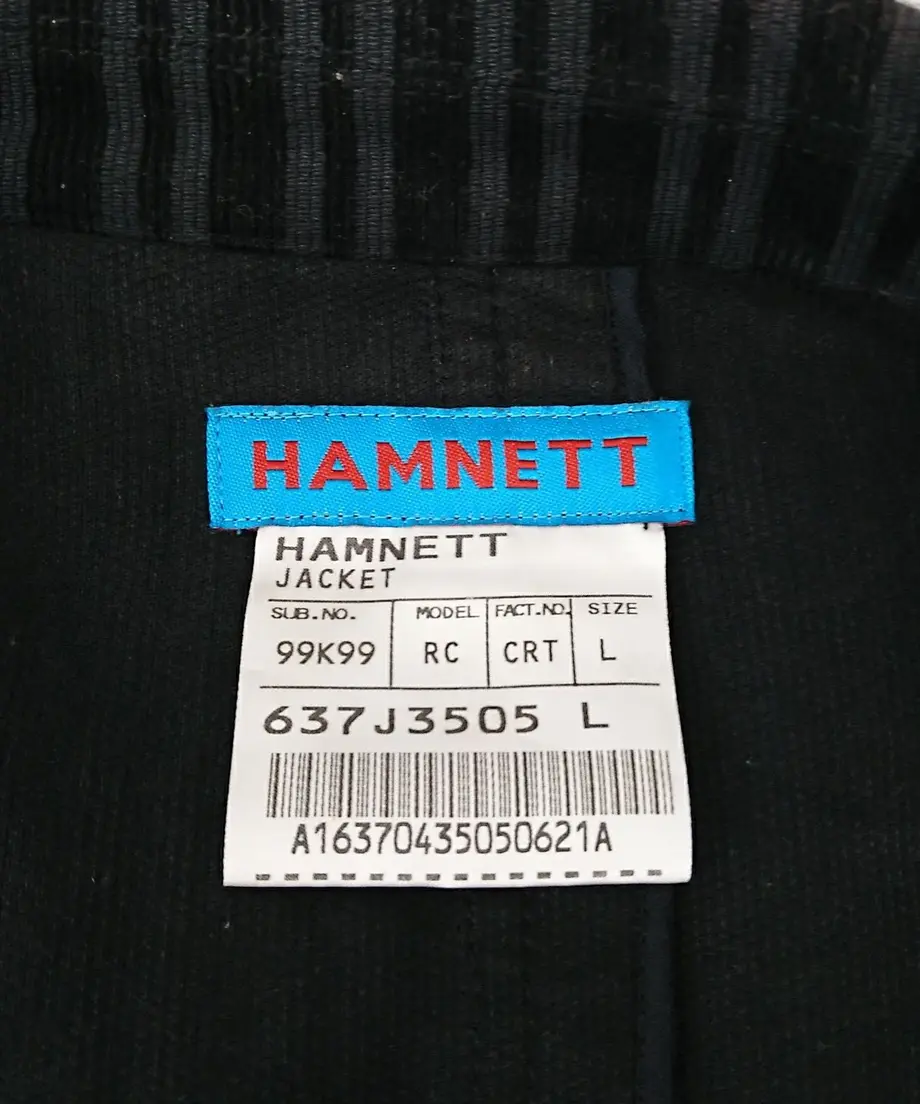 HAMNETT
HAMNETT
JACKET
SUB.NO. MODEL FACT.NO. SIZE
99K99 RC CRT L
637J3505 L
A16370435050621A